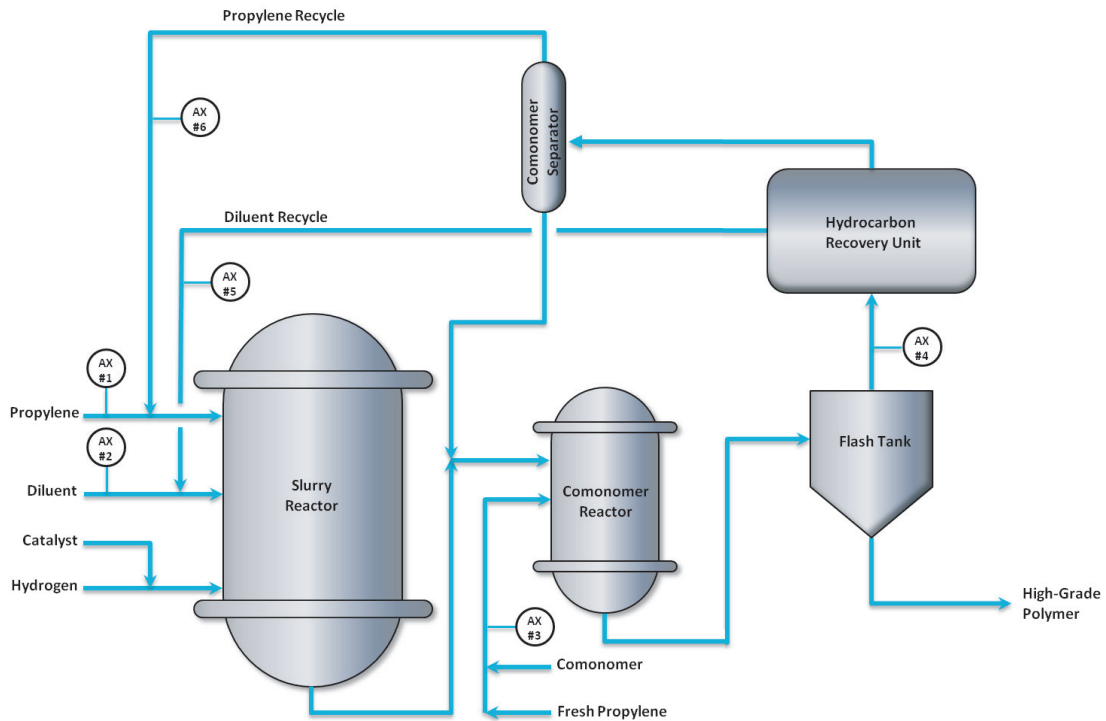 Propylene Recycle
AX
#6
Comonomer
Separator
Diluent Recycle
Hydrocarbon
Recovery Unit
AX
#5
AX
#4
AX
#1
Propylene
AX
#2
Flash Tank
Diluent
Slurry
Reactor
Comonomer
Reactor
Catalyst
Hydrogen
High-Grade
Polymer
AX
#3
Comonomer
Fresh Propylene